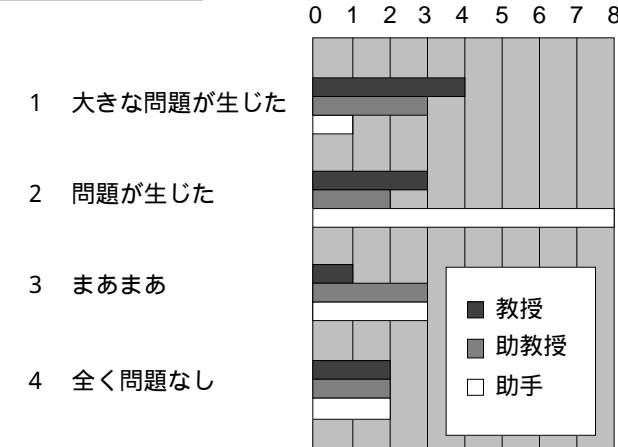 0 1 2 3 4 5 6 7 8
1 大きな問題が生じた
2 問題が生じた
3 まあまあ
4 全く問題なし
教授
助教授
助手